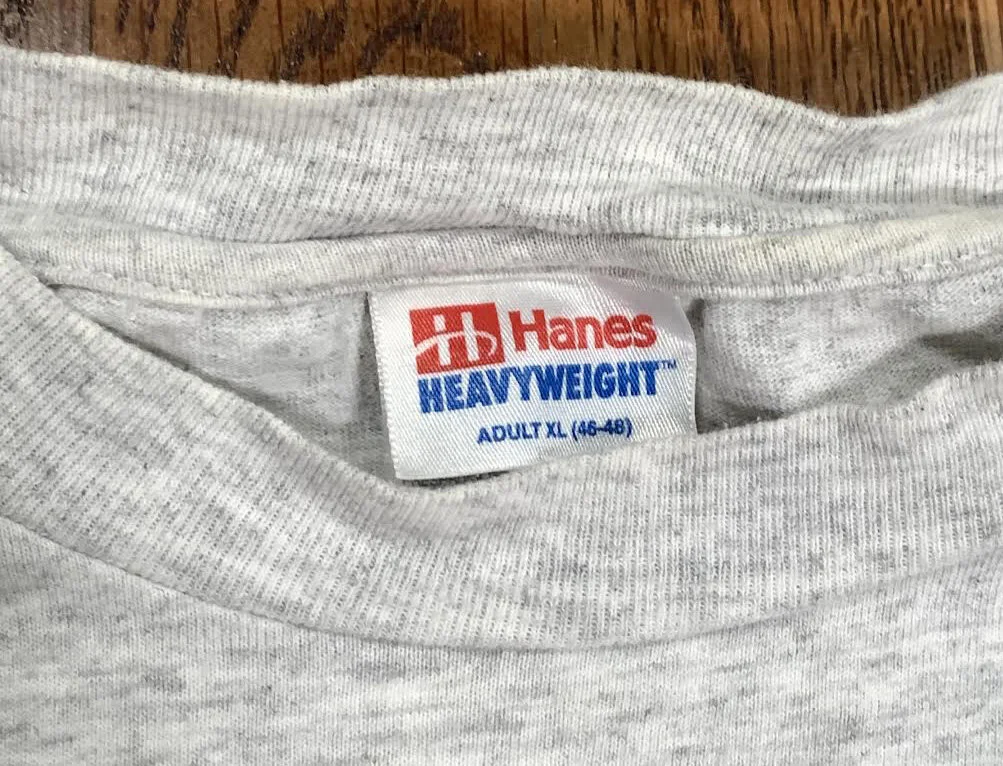 Hanes
HEAVYWEIGHT™
ADULT XL (46-48)